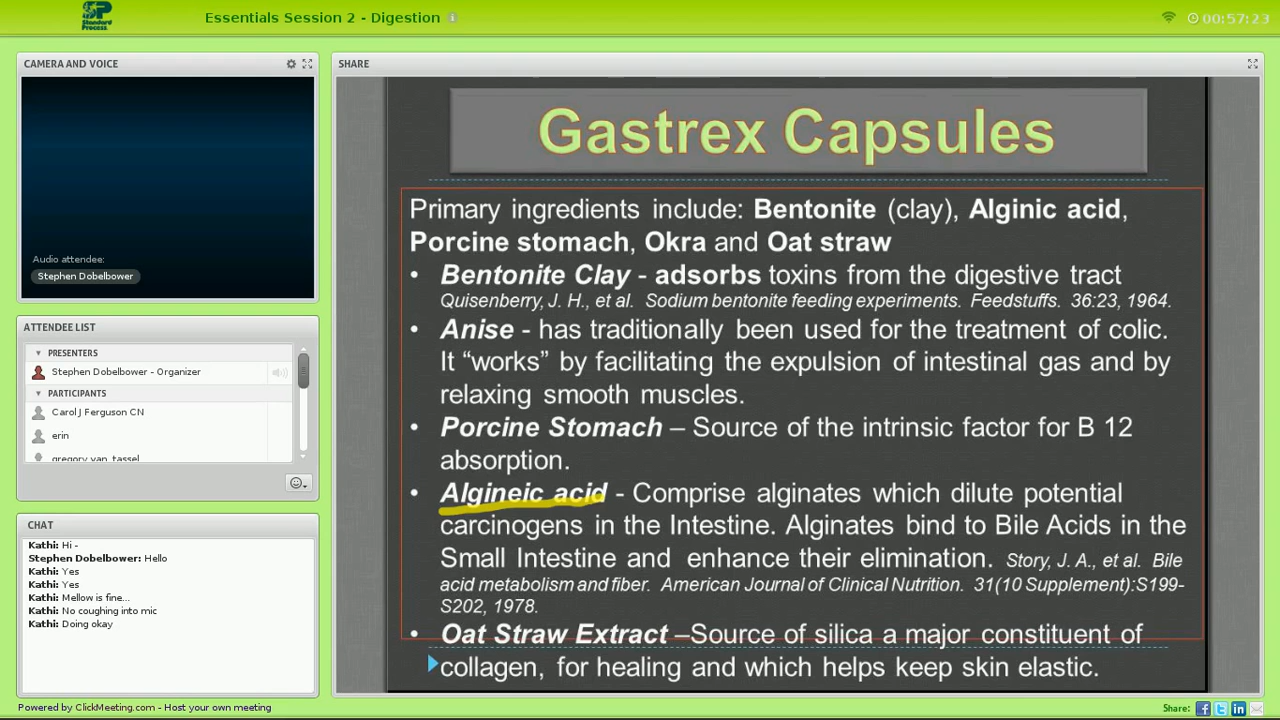 SP
Standard
Process
Essentials Session 2 - Digestion
00:57:23
CAMERA AND VOICE
Audio attendee:
Stephen Dobelbower
ATTENDEE LIST
PRESENTERS
Stephen Dobelbower - Organizer
PARTICIPANTS
Carol J Ferguson CN
erin
gregory van_tassel
CHAT
Kathi: Hi -
Stephen Dobelbower: Hello
Kathi: Yes
Kathi: Yes
Kathi: Mellow is fine...
Kathi: No coughing into mic
Kathi: Doing okay
SHARE
Gastrex Capsules
Primary ingredients include: Bentonite (clay), Alginic acid,
Porcine stomach, Okra and Oat straw
• Bentonite Clay - adsorbs toxins from the digestive tract
Quisenberry, J. H., et al. Sodium bentonite feeding experiments. Feedstuffs. 36:23, 1964.
• Anise - has traditionally been used for the treatment of colic.
It “works” by facilitating the expulsion of intestinal gas and by
relaxing smooth muscles.
• Porcine Stomach – Source of the intrinsic factor for B 12
absorption.
• Algineic acid - Comprise alginates which dilute potential
carcinogens in the Intestine. Alginates bind to Bile Acids in the
Small Intestine and enhance their elimination. Story, J. A., et al. Bile
acid metabolism and fiber. American Journal of Clinical Nutrition. 31(10 Supplement):S199-
S202, 1978.
• Oat Straw Extract –Source of silica a major constituent of
collagen, for healing and which helps keep skin elastic.
Powered by ClickMeeting.com - Host your own meeting
Share: